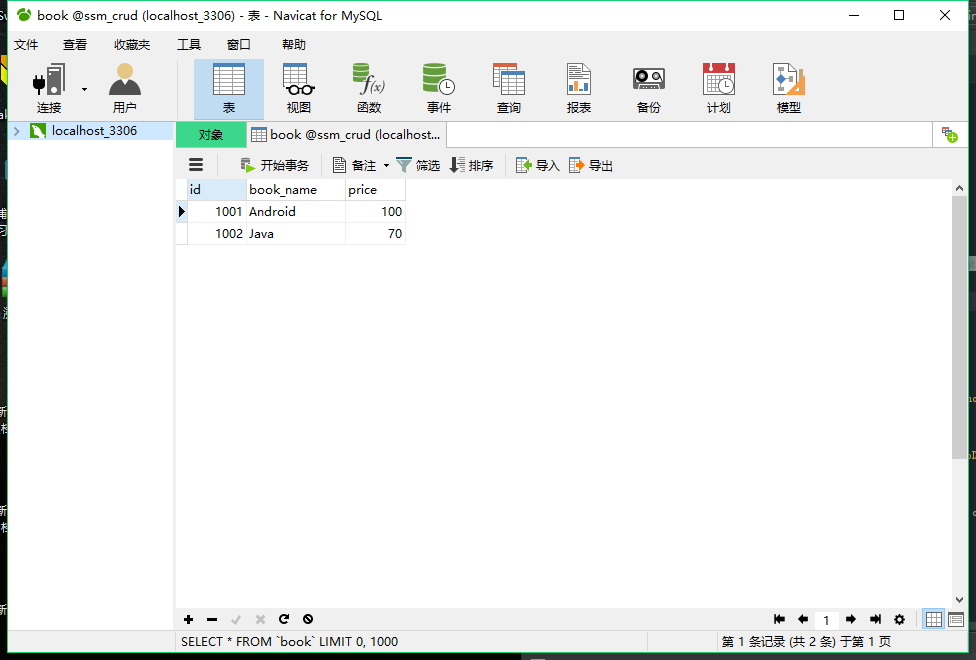 book @ssm_crud (localhost_3306) - 表 - Navicat for MySQL
文件 查看 收藏夹 工具 窗口 帮助
连接 用户 表 视图 函数 事件 查询 报表 备份 计划 模型
localhost_3306
对象 book @ssm_crud (localhost...
开始事务 备注 筛选 排序 导入 导出
id book_name price
1001 Android 100
1002 Java 70
1
SELECT * FROM `book` LIMIT 0, 1000
第 1 条记录 (共 2 条) 于第 1 页